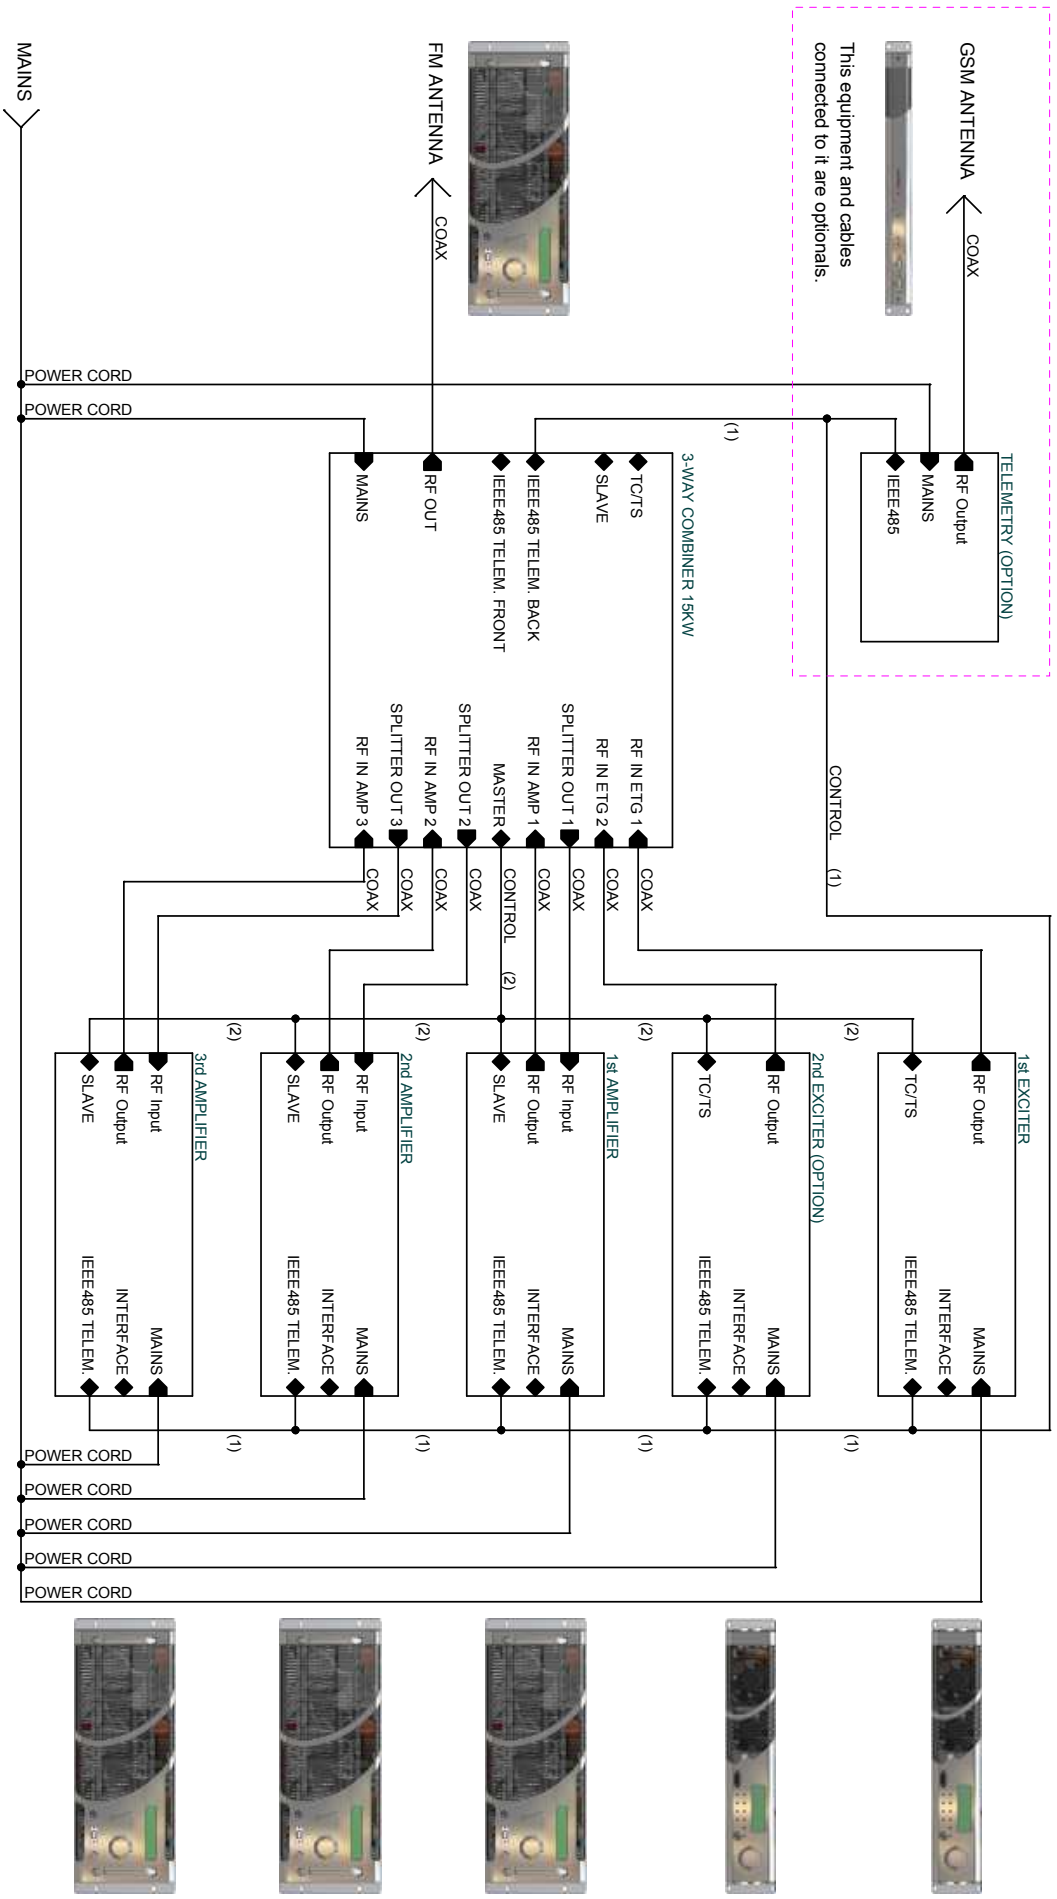 GSM ANTENNA
COAX
This equipment and cables
connected to it are optionals.
TELEMETRY (OPTION)
RF Output
MAINS
IEEE485
FM ANTENNA
COAX
MAINS
POWER CORD
POWER CORD
(1)
CONTROL
(1)
3-WAY COMBINER 15KW
TC/TS
SLAVE
IEEE485 TELEM. BACK
IEEE485 TELEM. FRONT
RF OUT
MAINS
RF IN ETG 1
RF IN ETG 2
SPLITTER OUT 1
RF IN AMP 1
MASTER
SPLITTER OUT 2
RF IN AMP 2
SPLITTER OUT 3
RF IN AMP 3
COAX
COAX
COAX
COAX
CONTROL
(2)
COAX
COAX
COAX
COAX
1st EXCITER
RF Output
TC/TS
MAINS
INTERFACE
IEEE485 TELEM.
(2)
(1)
2nd EXCITER (OPTION)
RF Output
TC/TS
MAINS
INTERFACE
IEEE485 TELEM.
(2)
(1)
1st AMPLIFIER
RF Input
RF Output
SLAVE
MAINS
INTERFACE
IEEE485 TELEM.
(2)
(1)
2nd AMPLIFIER
RF Input
RF Output
SLAVE
MAINS
INTERFACE
IEEE485 TELEM.
(2)
(1)
3rd AMPLIFIER
RF Input
RF Output
SLAVE
MAINS
INTERFACE
IEEE485 TELEM.
POWER CORD
POWER CORD
POWER CORD
POWER CORD
POWER CORD